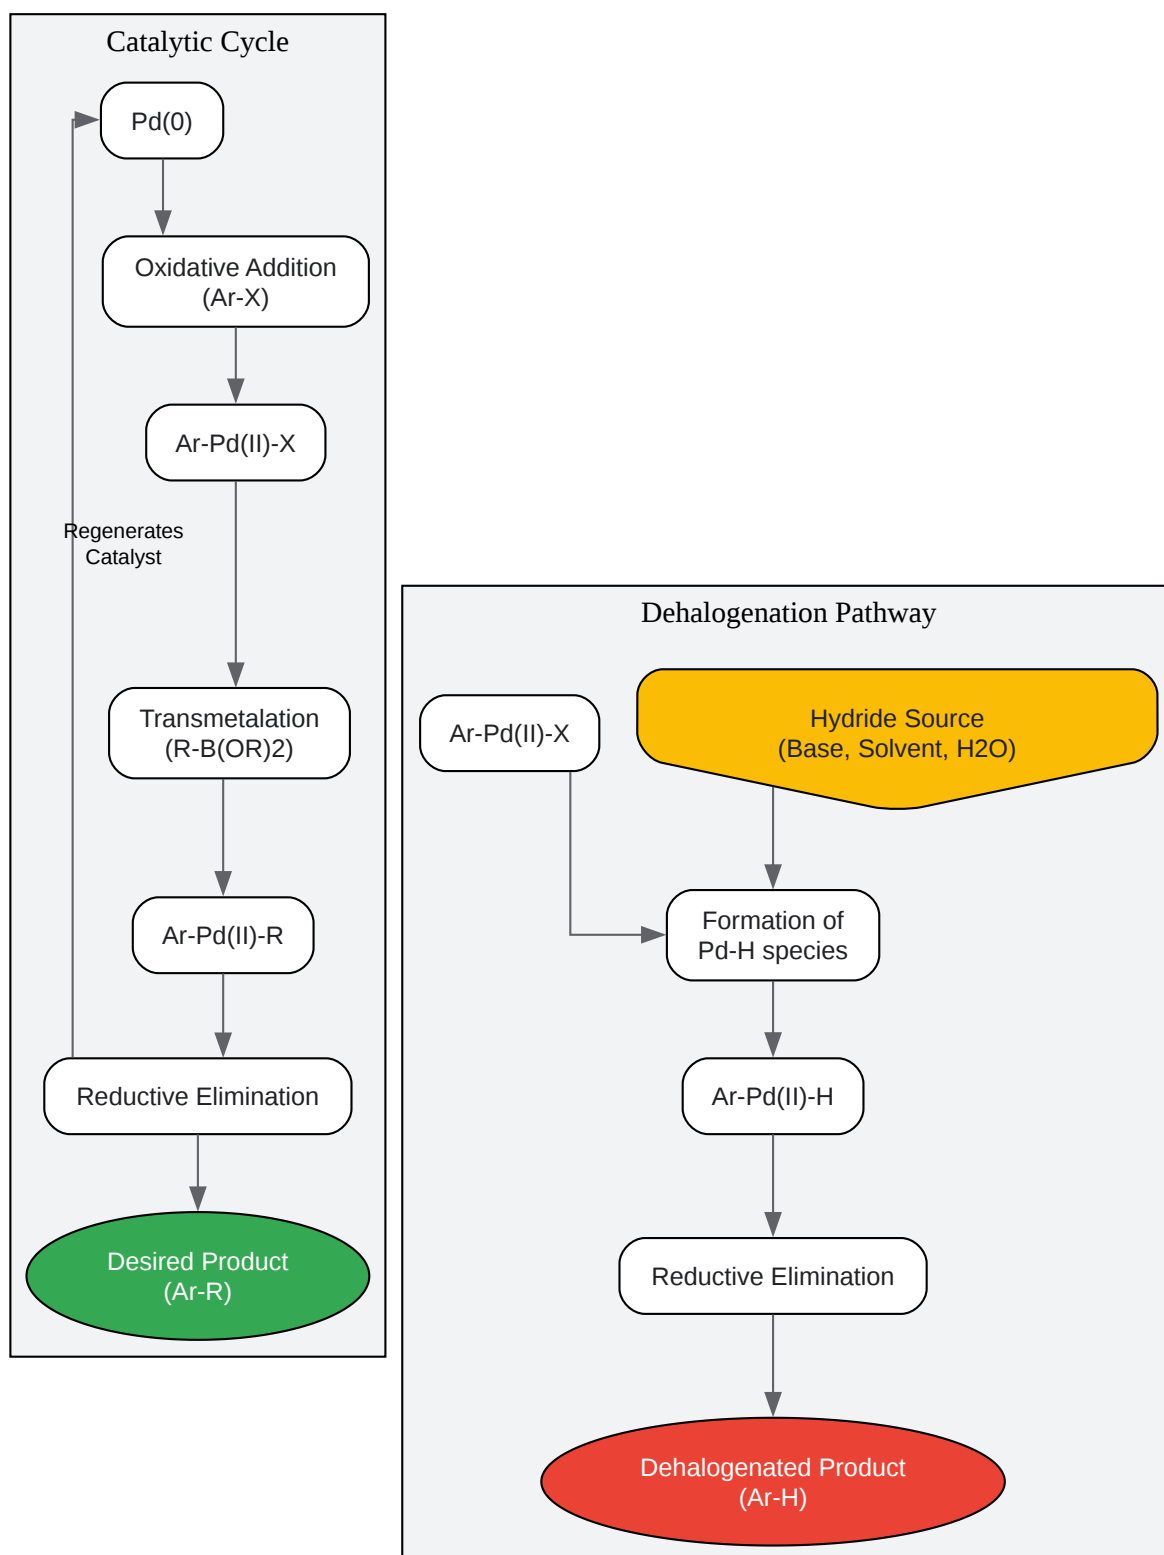 Catalytic Cycle
Pd(0)
Oxidative Addition
(Ar-X)
Ar-Pd(II)-X
Regenerates
Catalyst
Transmetalation
(R-B(OR)2)
Ar-Pd(II)-R
Reductive Elimination
Desired Product
(Ar-R)
Dehalogenation Pathway
Ar-Pd(II)-X
Hydride Source
(Base, Solvent, H2O)
Formation of
Pd-H species
Ar-Pd(II)-H
Reductive Elimination
Dehalogenated Product
(Ar-H)